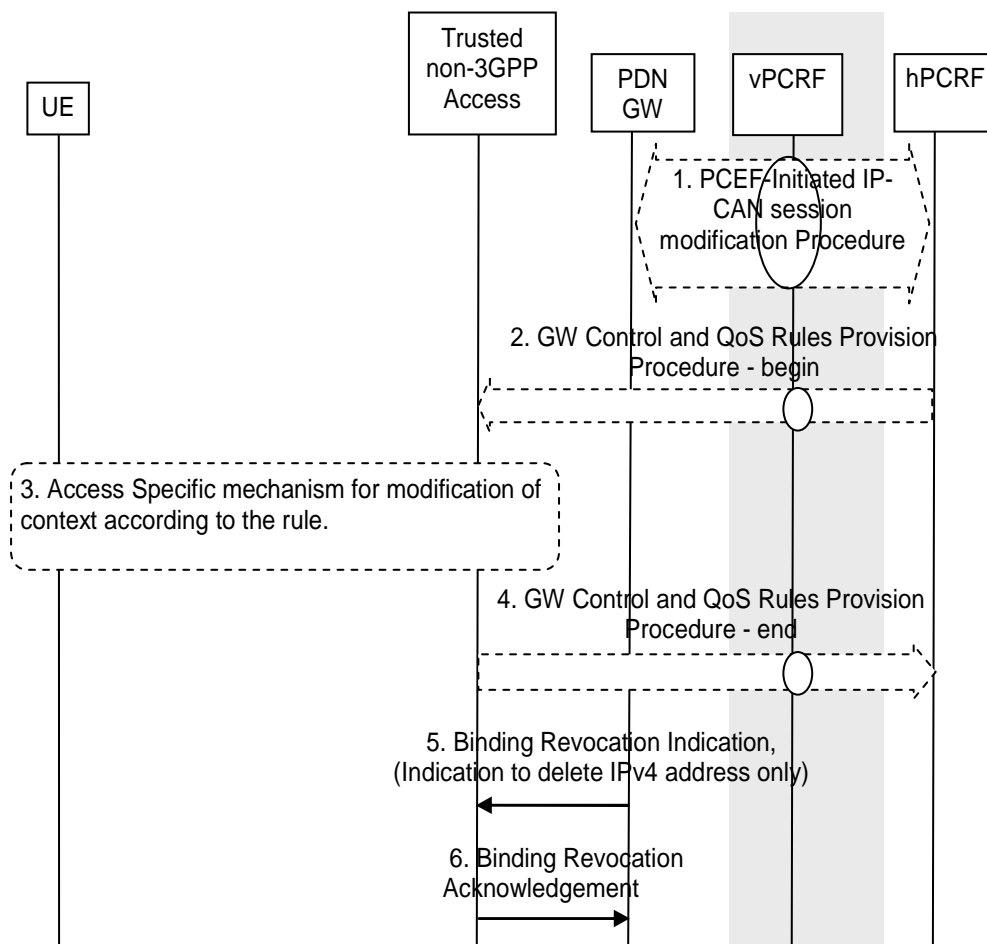 Trusted
non-3GPP
Access
UE
PDN
GW
vPCRF
hPCRF
1. PCEF-Initiated IP-
CAN session
modification Procedure
2. GW Control and QoS Rules Provision
Procedure - begin
3. Access Specific mechanism for modification of
context according to the rule.
4. GW Control and QoS Rules Provision
Procedure - end
5. Binding Revocation Indication,
(Indication to delete IPv4 address only)
6. Binding Revocation
Acknowledgement